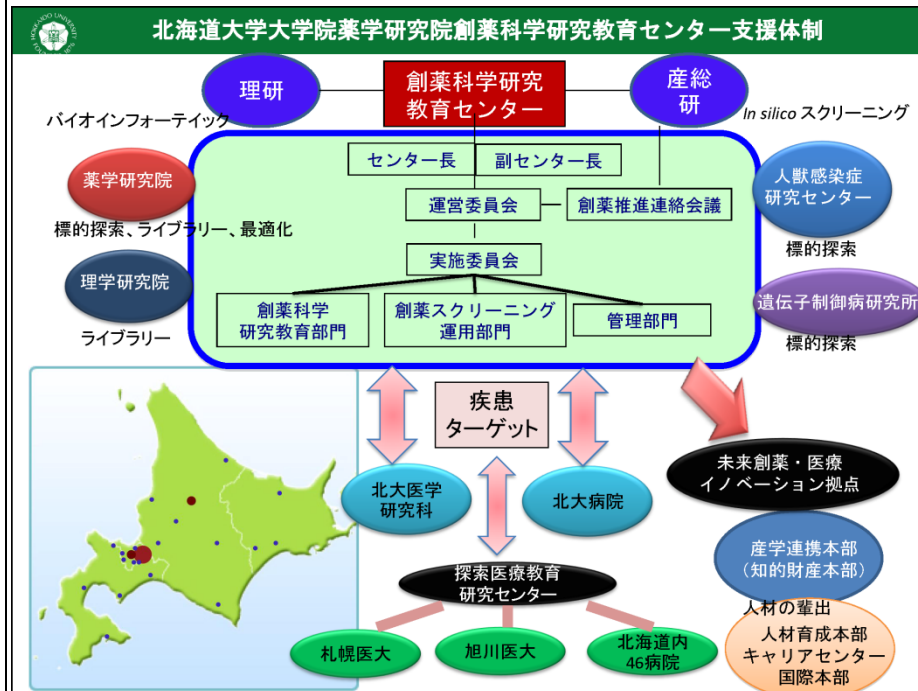 北海道大学大学院薬学研究院創薬科学研究教育センター支援体制
理研
創薬科学研究
教育センター
産総
研
バイオインフォーテイック
In silico スクリーニング
センター長
副センター長
薬学研究院
人獣感染症
研究センター
運営委員会
創薬推進連絡会議
標的探索、ライブラリー、最適化
標的探索
実施委員会
理学研究院
遺伝子制御病研究所
創薬科学
研究教育部門
創薬スクリーニング
運用部門
管理部門
ライブラリー
標的探索
疾患
ターゲット
未来創薬・医療
イノベーション拠点
北大医学
研究科
北大病院
産学連携本部
（知的財産本部）
探索医療教育
研究センター
人材の輩出
人材育成本部
キャリアセンター
国際本部
札幌医大
旭川医大
北海道内
46病院